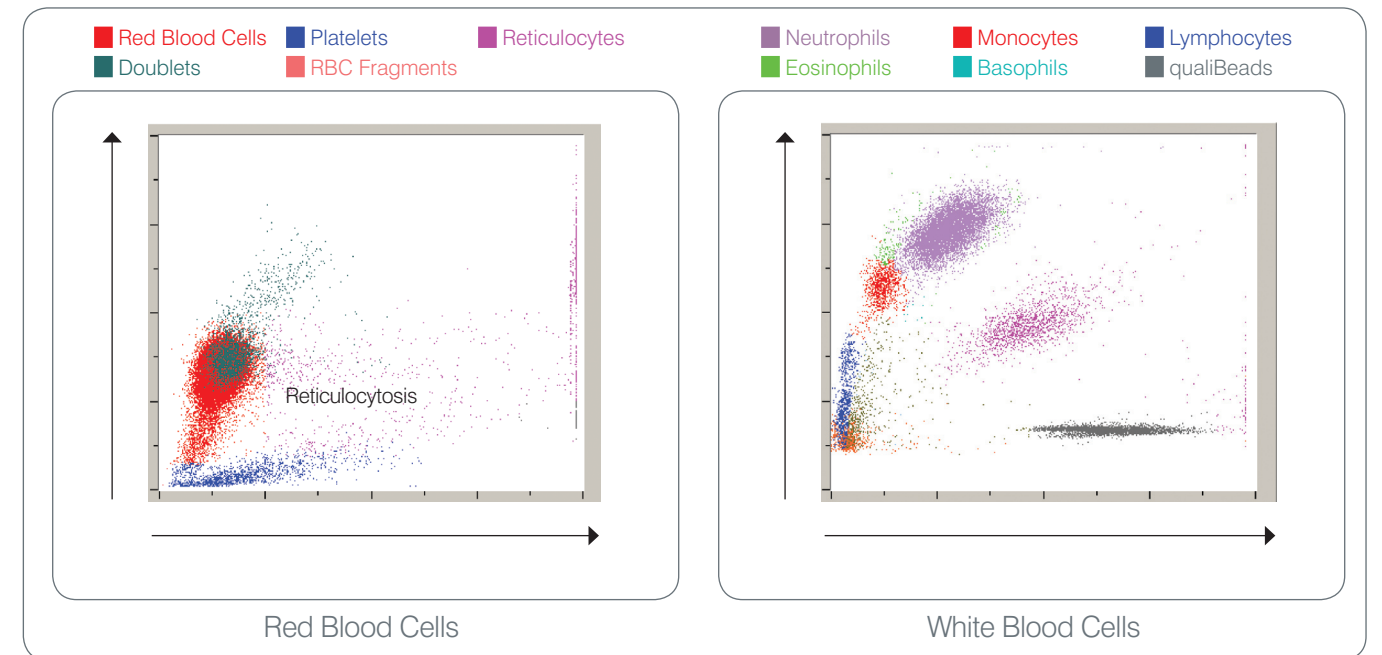 Red Blood Cells Platelets Reticulocytes
Doublets RBC Fragments
Neutrophils Monocytes Lymphocytes
Eosinophils Basophils qualiBeads
Reticulocytosis
Red Blood Cells
White Blood Cells